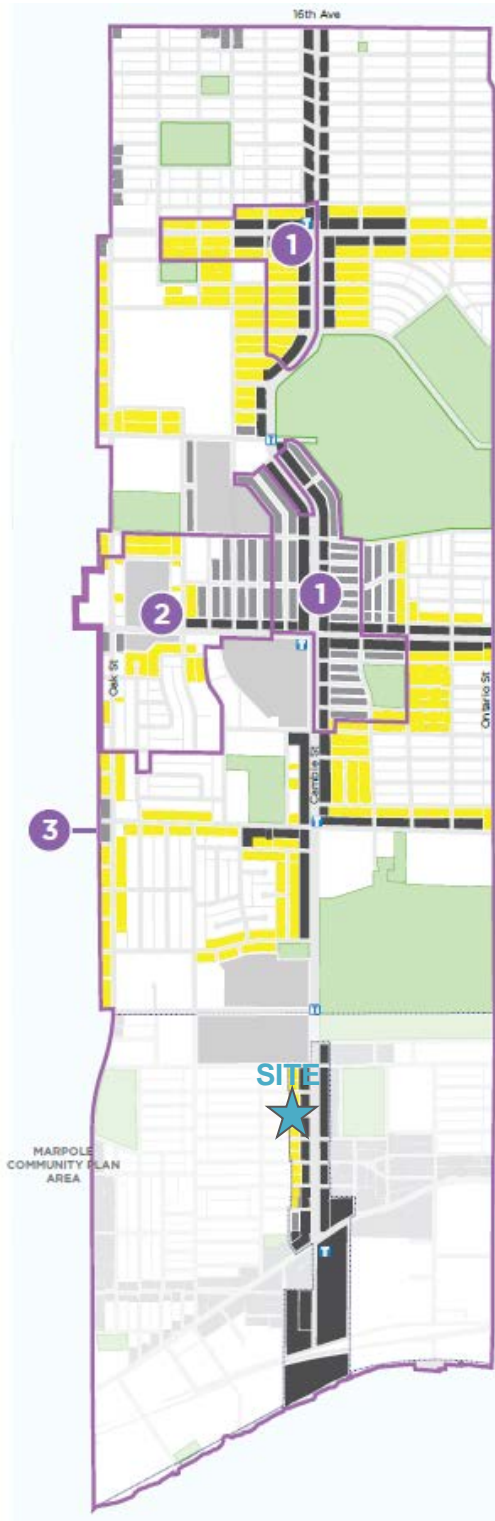 16th Ave
T
1
T
1
2
T
Oak St
Cambie St
Ontario St
3
T
T
SITE
MARPOLE
COMMUNITY PLAN
AREA
T